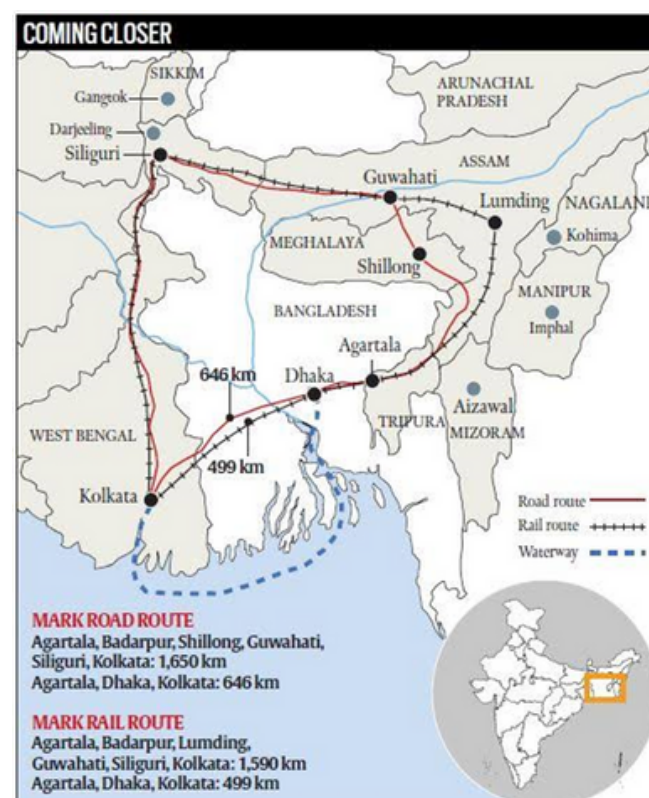 COMING CLOSER
SIKKIM
Gangtok
ARUNACHAL
PRADESH
Darjeeling
Siliguri
ASSAM
Guwahati
Lumding
NAGALAND
MEGHALAYA
Kohima
Shillong
MANIPUR
BANGLADESH
Imphal
Agartala
646 km
Dhaka
Aizawal
TRIPURA
MIZORAM
WEST BENGAL
499 km
Kolkata
Road route
Rail route
Waterway
MARK ROAD ROUTE
Agartala, Badarpur, Shillong, Guwahati,
Siliguri, Kolkata: 1,650 km
Agartala, Dhaka, Kolkata: 646 km
MARK RAIL ROUTE
Agartala, Badarpur, Lumding,
Guwahati, Siliguri, Kolkata: 1,590 km
Agartala, Dhaka, Kolkata: 499 km